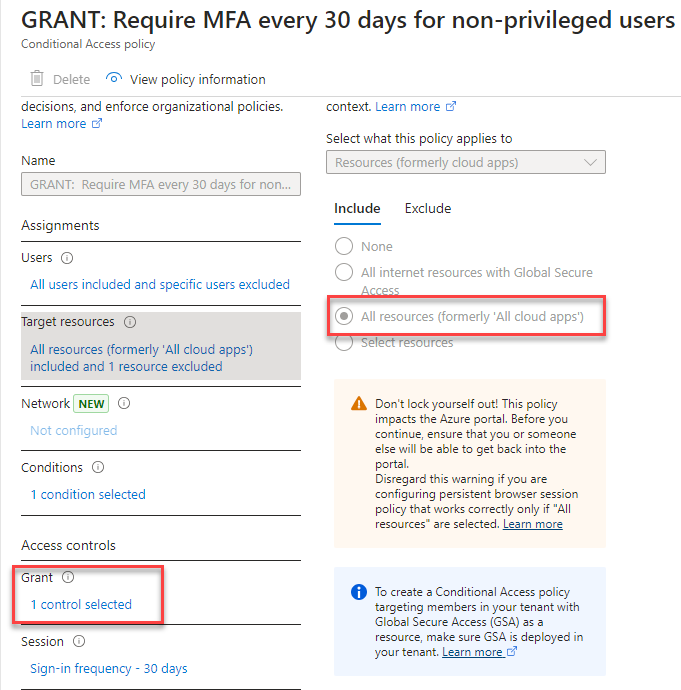 GRANT: Require MFA every 30 days for non-privileged users
Conditional Access policy
Delete
View policy information
decisions, and enforce organizational policies.
Learn more
Name
GRANT:  Require MFA every 30 days for non...
Assignments
Users
All users included and specific users excluded
Target resources
All resources (formerly 'All cloud apps')
included and 1 resource excluded
Network NEW
Not configured
Conditions
1 condition selected
Access controls
Grant
1 control selected
Session
Sign-in frequency - 30 days
context. Learn more
Select what this policy applies to
Resources (formerly cloud apps)
Include
Exclude
None
All internet resources with Global Secure
Access
All resources (formerly 'All cloud apps')
Select resources
Don't lock yourself out! This policy
impacts the Azure portal. Before you
continue, ensure that you or someone
else will be able to get back into the
portal.
Disregard this warning if you are
configuring persistent browser session
policy that works correctly only if "All
resources" are selected. Learn more
To create a Conditional Access policy
targeting members in your tenant with
Global Secure Access (GSA) as a
resource, make sure GSA is deployed in
your tenant. Learn more